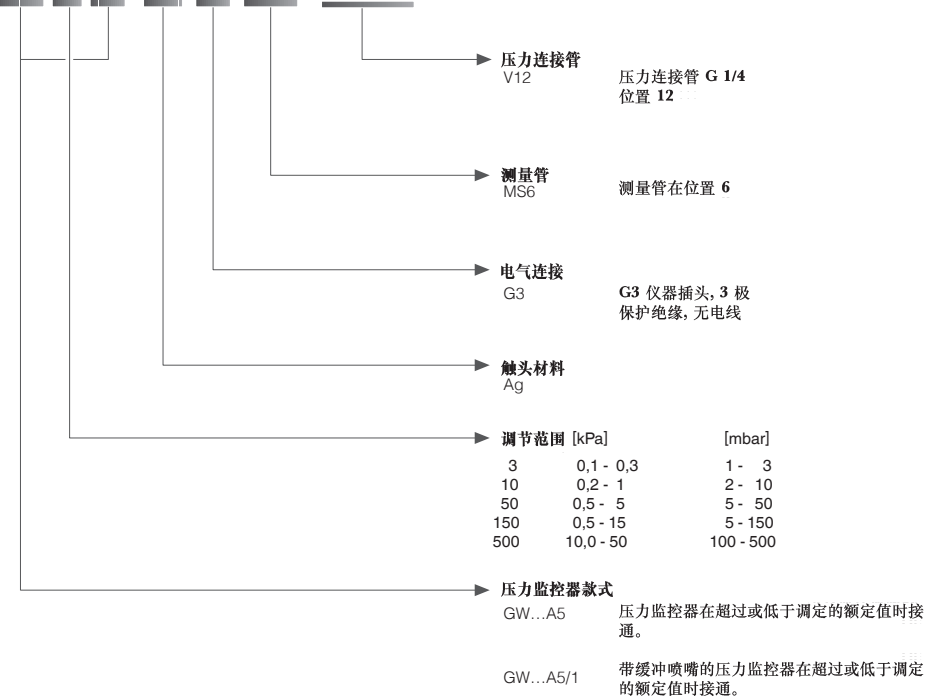 压力连接管
V12
压力连接管 G 1/4
位置 12
测量管
MS6
测量管在位置 6
电气连接
G3
G3 仪器插头, 3 极
保护绝缘, 无电线
触头材料
Ag
调节范围 [kPa] [mbar]
3 0,1 - 0,3 1 - 3
10 0,2 - 1 2 - 10
50 0,5 - 5 5 - 50
150 0,5 - 15 5 - 150
500 10,0 - 50 100 - 500
压力监控器款式
GW…A5
压力监控器在超过或低于调定的额定值时接
通。
GW…A5/1
带缓冲喷嘴的压力监控器在超过或低于调定
的额定值时接通。